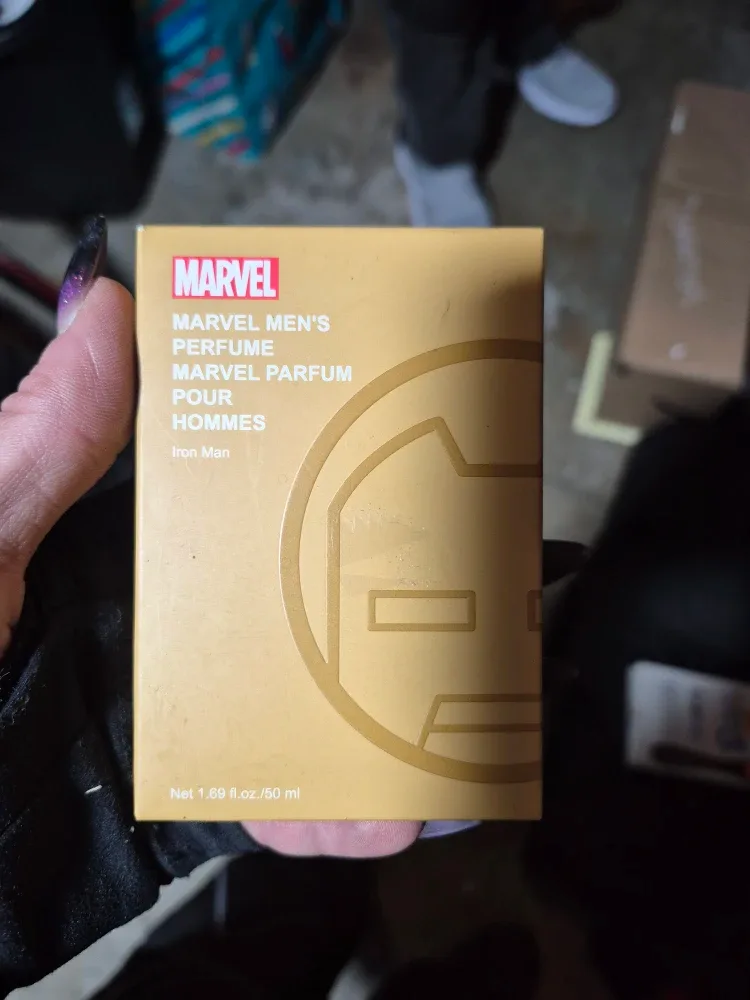 MARVEL
MARVEL MEN'S
PERFUME
MARVEL PARFUM
POUR
HOMMES
Iron Man
Net 1.69 fl.oz./50 ml